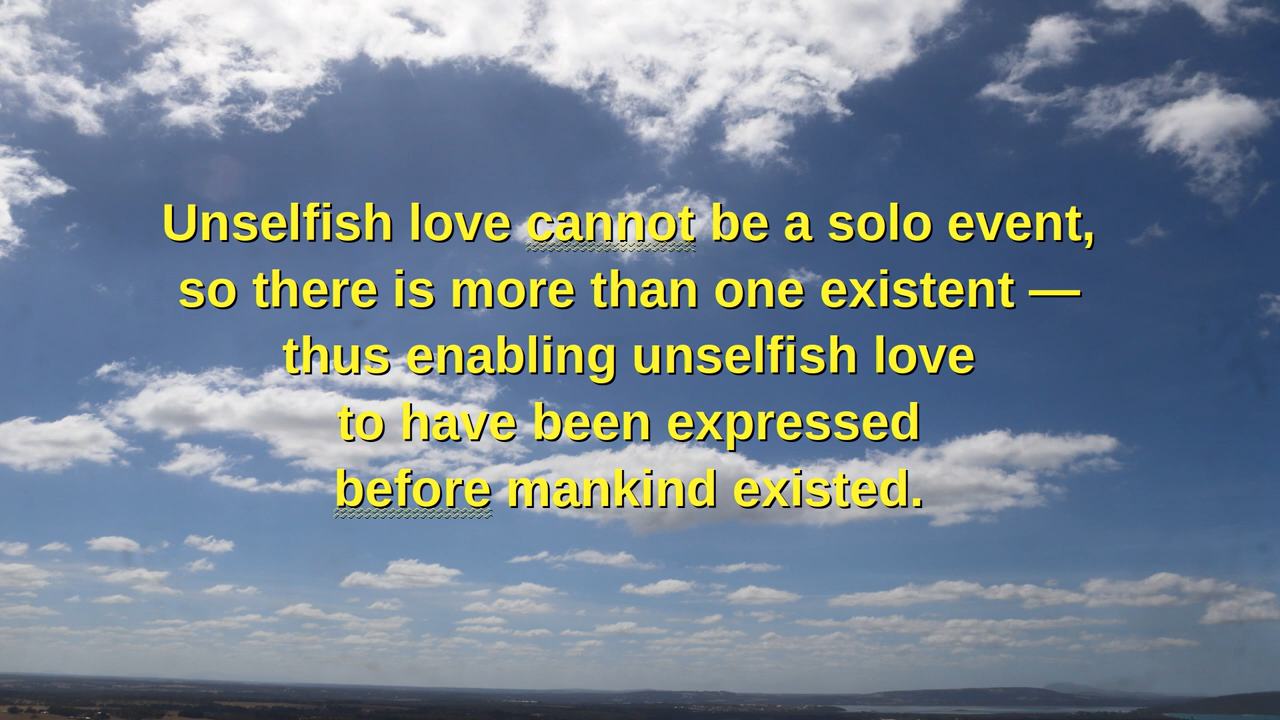 Unselfish love cannot be a solo event,
so there is more than one existent —
thus enabling unselfish love
to have been expressed
before mankind existed.